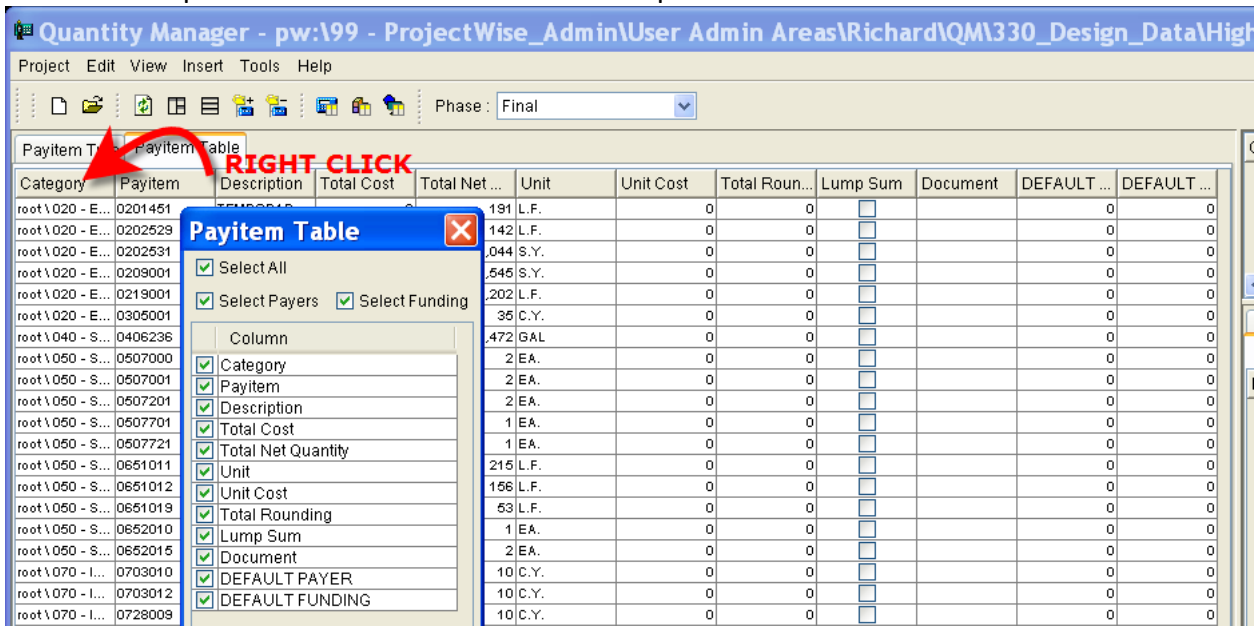 Quantity Manager - pw:\99 - ProjectWise_Admin\User Admin Areas\Richard\QM\330_Design_Data\High
Project Edit View Insert Tools Help
Phase : Final
Payitem Table
RIGHT CLICK
Category Payitem Description Total Cost Total Net ... Unit Unit Cost Total Roun... Lump Sum Document DEFAULT ... DEFAULT ...
root\020 - E... 0201451 0 191 L.F. 0 0 0 0
root\020 - E... 0202529 142 L.F. 0 0 0 0
root\020 - E... 0202531 ,044 S.Y. 0 0 0 0
root\020 - E... 0209001 ,545 S.Y. 0 0 0 0
root\020 - E... 0219001 ,202 L.F. 0 0 0 0
root\020 - E... 0305001 35 C.Y. 0 0 0 0
root\040 - S... 0406236 ,472 GAL 0 0 0 0
root\050 - S... 0507000 2 EA. 0 0 0 0
root\050 - S... 0507001 2 EA. 0 0 0 0
root\050 - S... 0507201 2 EA. 0 0 0 0
root\050 - S... 0507701 1 EA. 0 0 0 0
root\050 - S... 0507721 1 EA. 0 0 0 0
root\050 - S... 0651011 215 L.F. 0 0 0 0
root\050 - S... 0651012 156 L.F. 0 0 0 0
root\050 - S... 0651019 53 L.F. 0 0 0 0
root\050 - S... 0652010 1 EA. 0 0 0 0
root\050 - S... 0652015 2 EA. 0 0 0 0
root\070 - I... 0703010 10 C.Y. 0 0 0 0
root\070 - I... 0703012 10 C.Y. 0 0 0 0
root\070 - I... 0728009 10 C.Y. 0 0 0 0
Payitem Table
Select All
Select Payers Select Funding
Column
Category
Payitem
Description
Total Cost
Total Net Quantity
Unit
Unit Cost
Total Rounding
Lump Sum
Document
DEFAULT PAYER
DEFAULT FUNDING